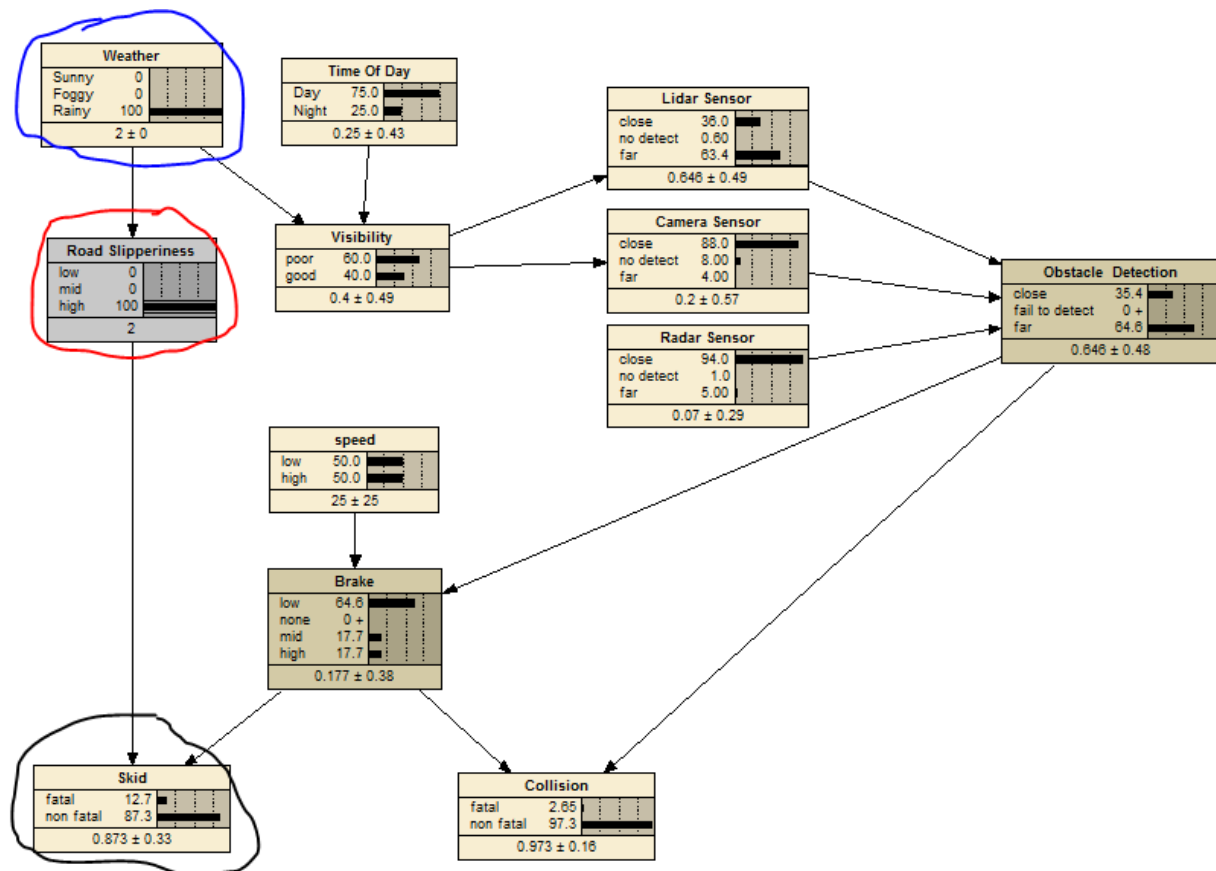 Weather
Sunny 0
Foggy 0
Rainy 100
2 ± 0
Time Of Day
Day 75.0
Night 25.0
0.25 ± 0.43
Lidar Sensor
close 36.0
no detect 0.60
far 63.4
0.646 ± 0.49
Road Slipperiness
low 0
mid 0
high 100
2
Visibility
poor 60.0
good 40.0
0.4 ± 0.49
Camera Sensor
close 88.0
no detect 8.00
far 4.00
0.2 ± 0.57
Obstacle Detection
close 35.4
fail to detect 0 +
far 64.6
0.646 ± 0.48
Radar Sensor
close 94.0
no detect 1.0
far 5.00
0.07 ± 0.29
speed
low 50.0
high 50.0
25 ± 25
Brake
low 64.6
none 0 +
mid 17.7
high 17.7
0.177 ± 0.38
Skid
fatal 12.7
non fatal 87.3
0.873 ± 0.33
Collision
fatal 2.65
non fatal 97.3
0.973 ± 0.16